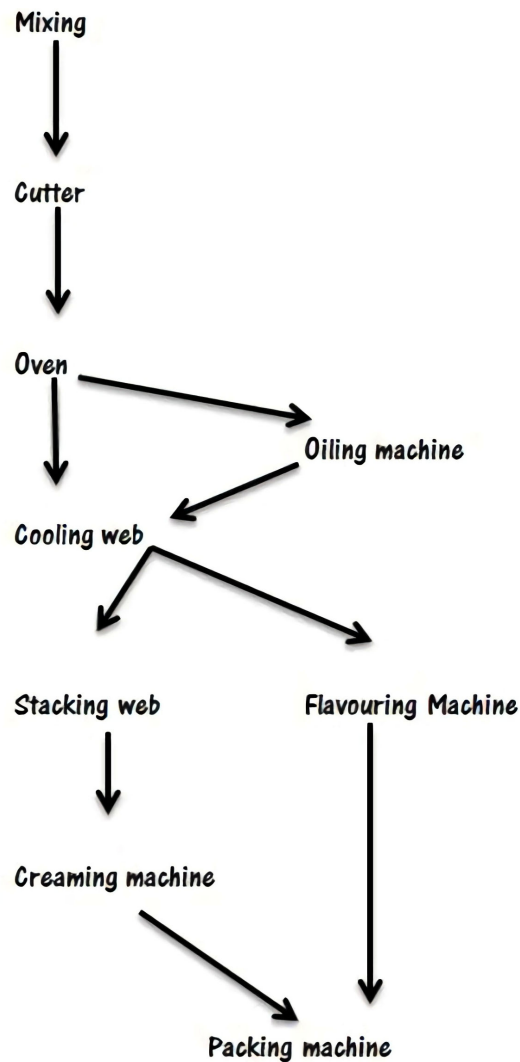 Mixing
Cutter
Oven
Oiling machine
Cooling web
Stacking web
Flavouring Machine
Creaming machine
Packing machine